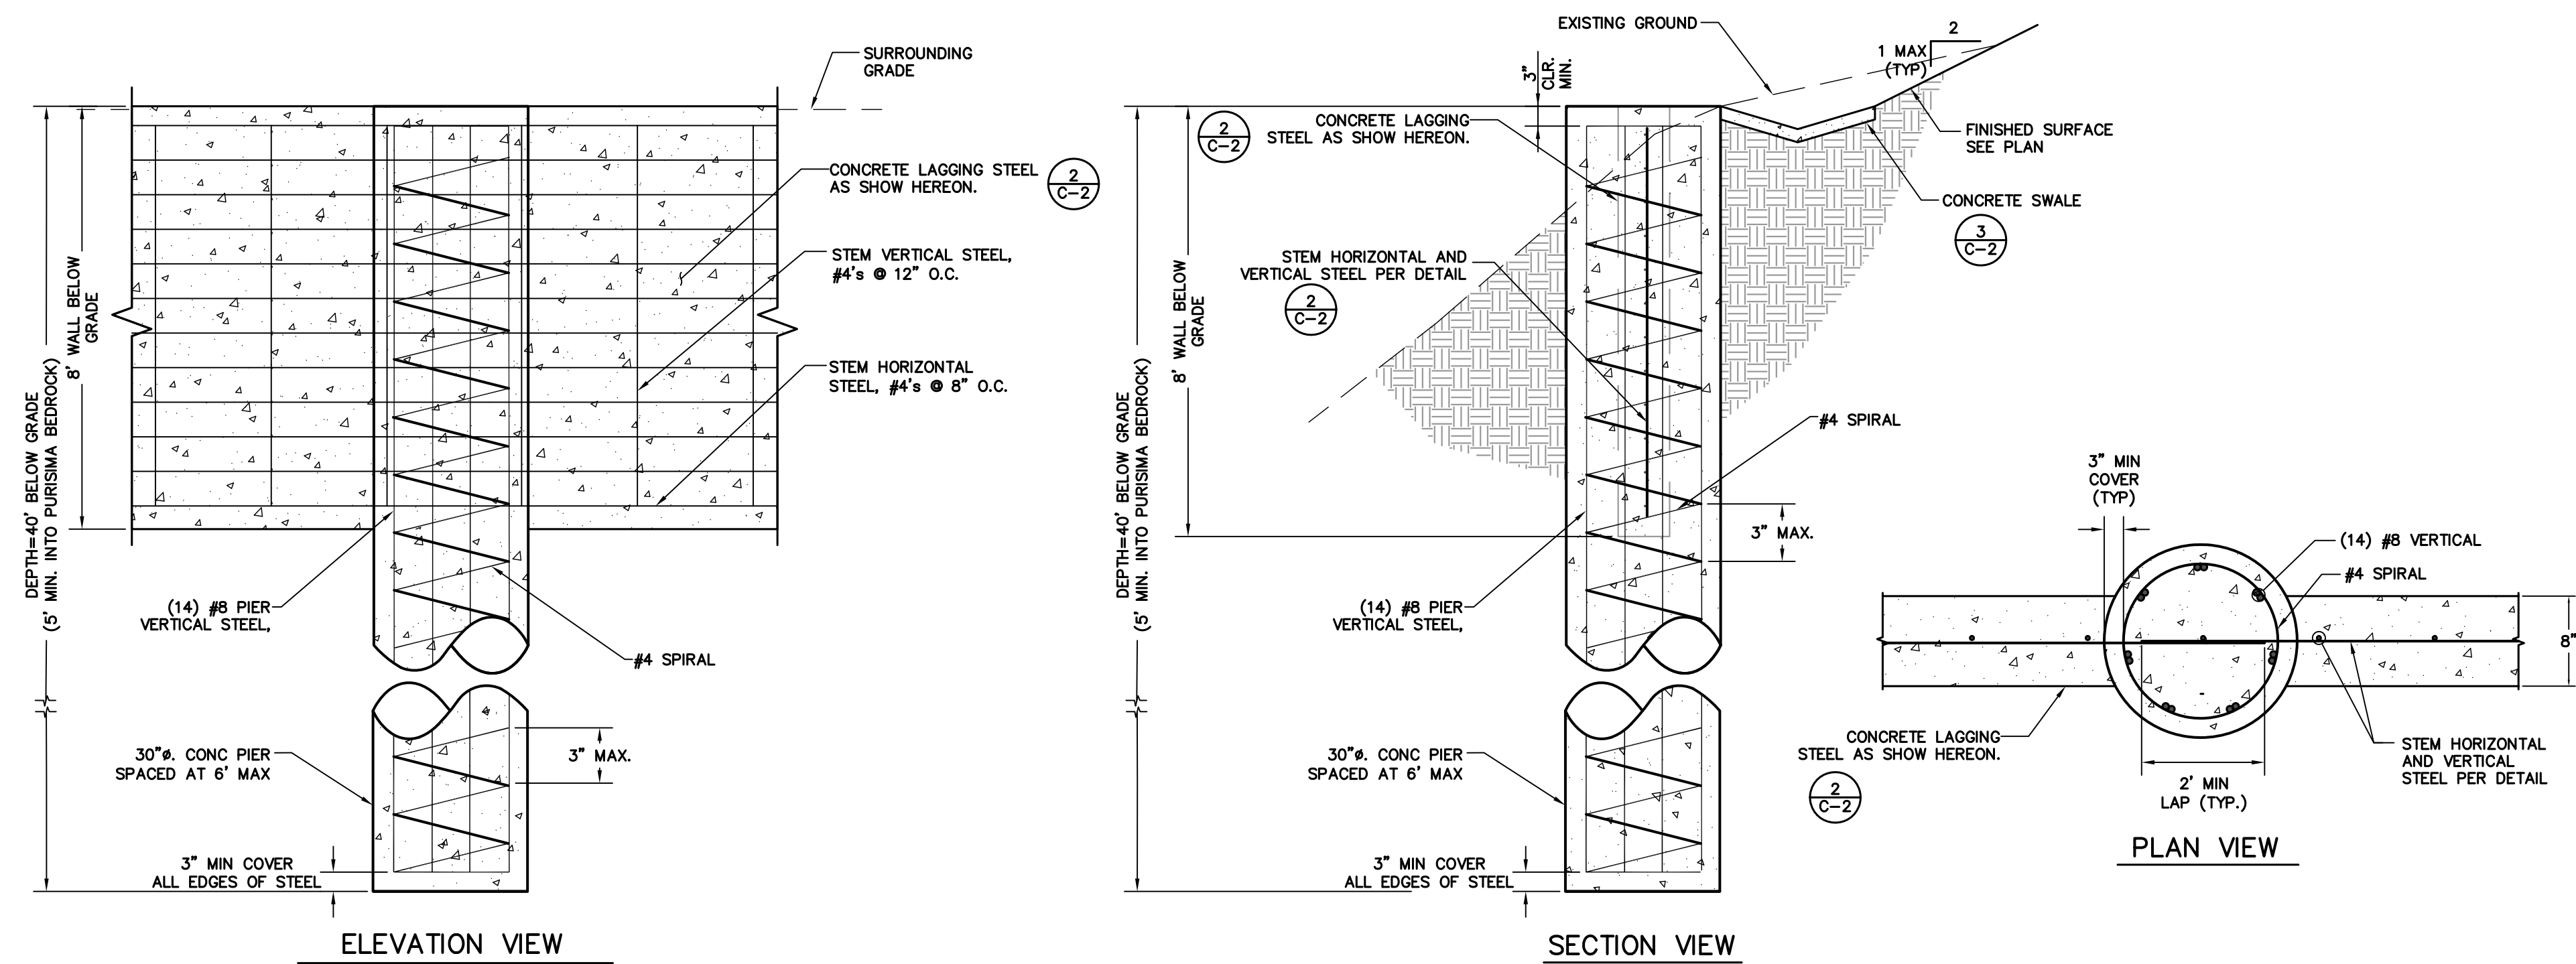 SURROUNDING
GRADE
CONCRETE LAGGING STEEL
AS SHOW HEREON.
2
C-2
STEM VERTICAL STEEL,
#4's @ 12" O.C.
STEM HORIZONTAL
STEEL, #4's @ 8" O.C.
8' WALL BELOW
GRADE
DEPTH=40' BELOW GRADE
(5' MIN. INTO PURISIMA BEDROCK)
(14) #8 PIER
VERTICAL STEEL,
#4 SPIRAL
30"ø. CONC PIER
SPACED AT 6' MAX
3" MAX.
3" MIN COVER
ALL EDGES OF STEEL
ELEVATION VIEW
EXISTING GROUND
2
1 MAX
(TYP)
3"
CLR.
MIN.
2
C-2
CONCRETE LAGGING
STEEL AS SHOW HEREON.
FINISHED SURFACE
SEE PLAN
CONCRETE SWALE
3
C-2
STEM HORIZONTAL AND
VERTICAL STEEL PER DETAIL
2
C-2
8' WALL BELOW
GRADE
DEPTH=40' BELOW GRADE
(5' MIN. INTO PURISIMA BEDROCK)
#4 SPIRAL
3" MAX.
(14) #8 PIER
VERTICAL STEEL,
30"ø. CONC PIER
SPACED AT 6' MAX
3" MIN COVER
ALL EDGES OF STEEL
SECTION VIEW
3" MIN
COVER
(TYP)
(14) #8 VERTICAL
#4 SPIRAL
8"
CONCRETE LAGGING
STEEL AS SHOW HEREON.
2
C-2
2' MIN
LAP (TYP.)
STEM HORIZONTAL
AND VERTICAL
STEEL PER DETAIL
PLAN VIEW